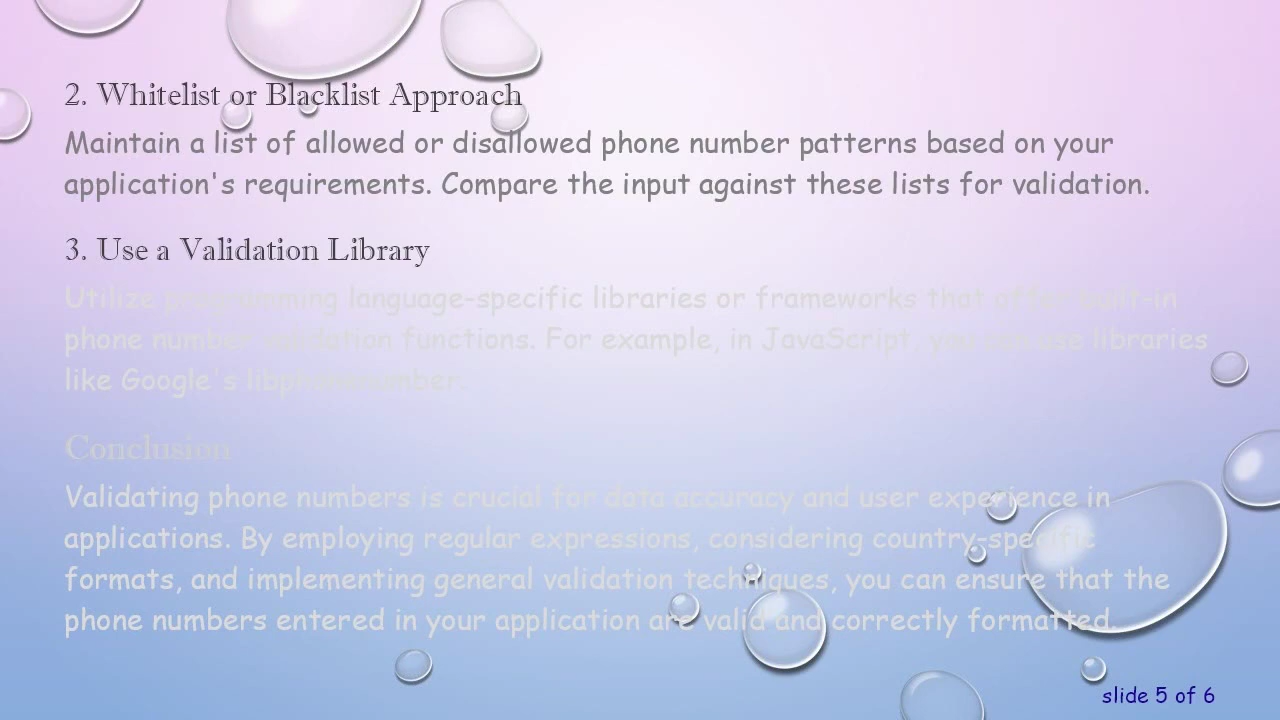 2. Whitelist or Blacklist Approach
Maintain a list of allowed or disallowed phone number patterns based on your
application's requirements. Compare the input against these lists for validation.
3. Use a Validation Library
Utilize programming language-specific libraries or frameworks that offer built-in
phone number validation functions. For example, in JavaScript, you can use libraries
like Google's libphonenumber.
Conclusion
Validating phone numbers is crucial for data accuracy and user experience in
applications. By employing regular expressions, considering country-specific
formats, and implementing general validation techniques, you can ensure that the
phone numbers entered in your application are valid and correctly formatted.
slide 5 of 6